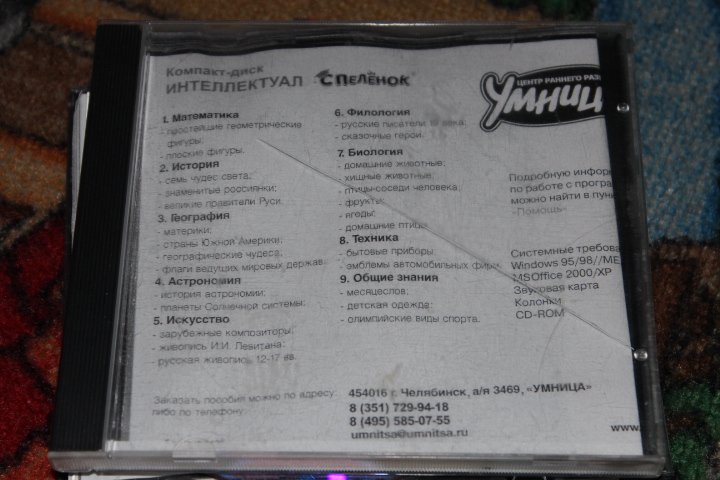 Компакт-диск
ИНТЕЛЛЕКТУАЛ СПЕЛЁНОК
ЦЕНТР РАННЕГО РАЗ
УМНИЦ
1. Математика
- простейшие геометрические
фигуры;
- плоские фигуры.
2. История
- семь чудес света;
- знаменитые россиянки;
- великие правители Руси.
3. География
- материки;
- страны Южной Америки;
- географические чудеса;
- флаги ведущих мировых держав.
4. Астрономия
- история астрономии;
- планеты Солнечной системы;
5. Искусство
- зарубежные композиторы;
- живопись И.И. Левитана;
- русская живопись 12-17 вв.
6. Филология
- русские писатели 19 века;
- сказочные герои.
7. Биология
- домашние животные;
- хищные животные;
- птицы-соседи человека;
- фрукты;
- ягоды;
- домашние птицы.
8. Техника
- бытовые приборы;
- эмблемы автомобильных фирм.
9. Общие знания
- месяцеслов;
- детская одежда;
- олимпийские виды спорта.
Подробную инфор
по работе с програ
можно найти в пун
"Помощь".
Системные требова
Windows 95/98//ME
MSOffice 2000/XP
Звуковая карта
Колонки
CD-ROM
Заказать пособия можно по адресу:
либо по телефону:
454016 г. Челябинск, а/я 3469, «УМНИЦА»
8 (351) 729-94-18
8 (495) 585-07-55
umnitsa@umnitsa.ru
www.